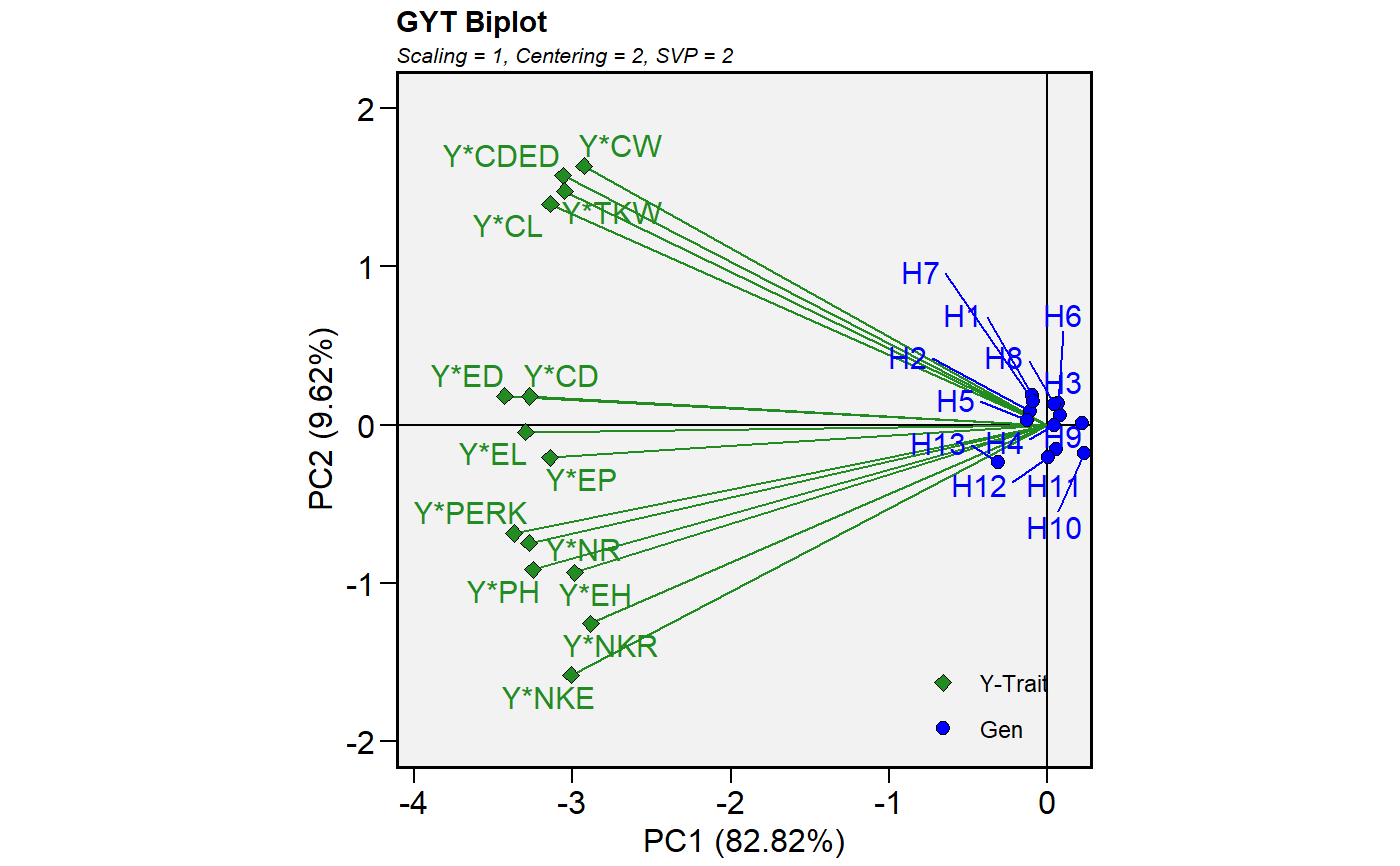 GYT Biplot
Scaling = 1, Centering = 2, SVP = 2
2
1
0
-1
-2
PC2 (9.62%)
Y*CW
Y*CDED
Y*TKW
Y*CL
H7
H1
H6
H2
H8
H3
Y*ED
Y*CD
H5
Y*EL
H13
H4
H9
Y*EP
H12
H11
Y*PERK
H10
Y*NR
Y*PH
Y*EH
Y*NKR
Y*NKE
Y-Trait
Gen
-4
-3
-2
-1
0
PC1 (82.82%)